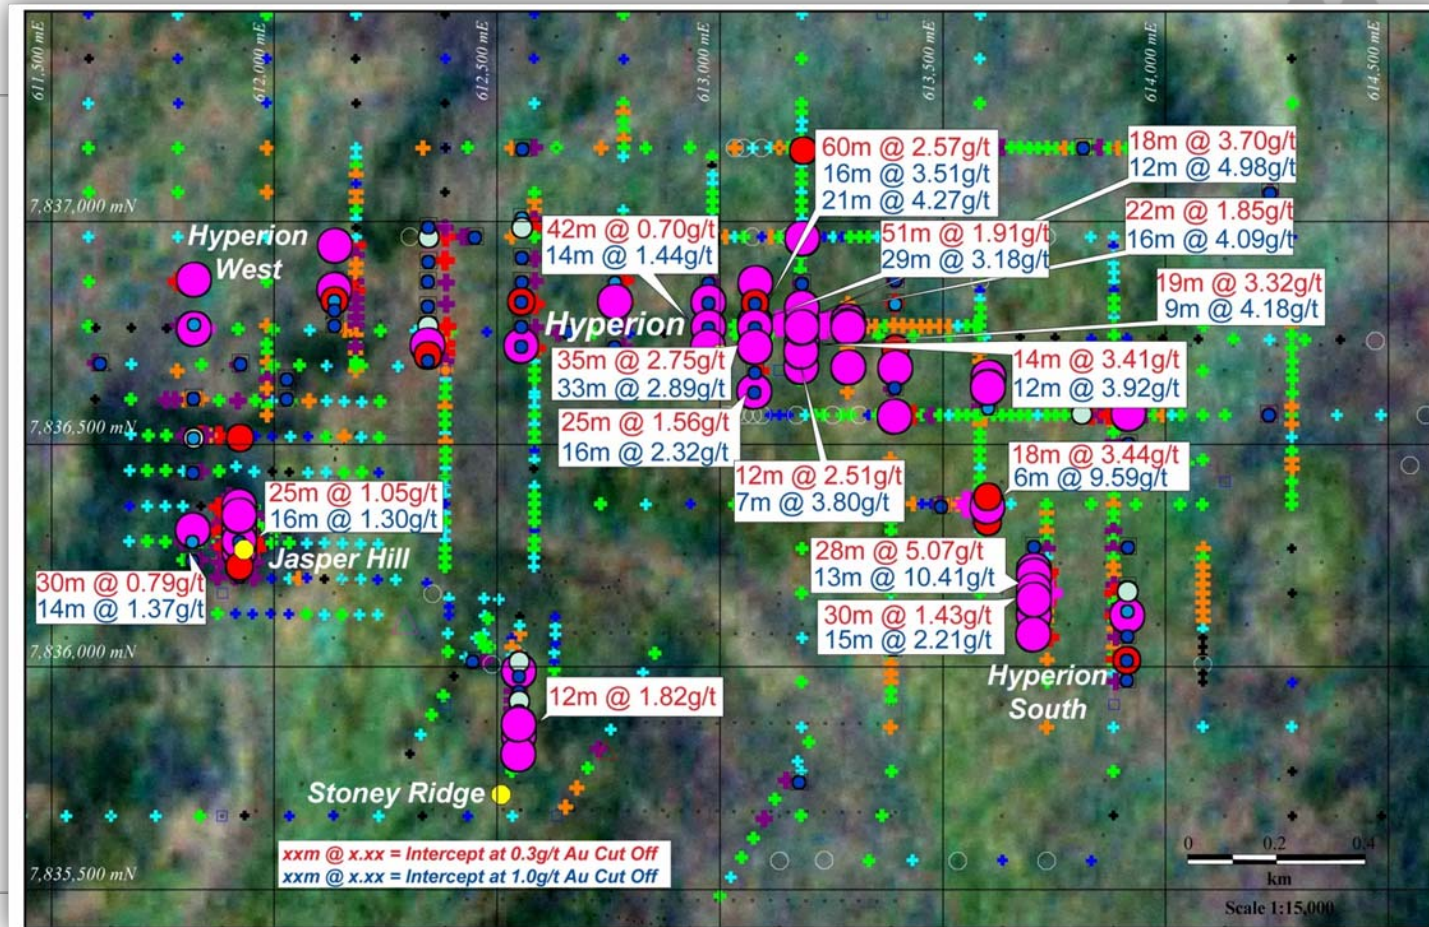 611,500 mE
612,000 mE
612,500 mE
613,000 mE
613,500 mE
614,000 mE
614,500 mE
60m @ 2.57g/t
16m @ 3.51g/t
21m @ 4.27g/t
18m @ 3.70g/t
12m @ 4.98g/t
7,837,000 mN
22m @ 1.85g/t
16m @ 4.09g/t
Hyperion
West
42m @ 0.70g/t
14m @ 1.44g/t
51m @ 1.91g/t
29m @ 3.18g/t
19m @ 3.32g/t
9m @ 4.18g/t
Hyperion
35m @ 2.75g/t
33m @ 2.89g/t
14m @ 3.41g/t
12m @ 3.92g/t
25m @ 1.56g/t
16m @ 2.32g/t
7,836,500 mN
18m @ 3.44g/t
6m @ 9.59g/t
12m @ 2.51g/t
7m @ 3.80g/t
25m @ 1.05g/t
16m @ 1.30g/t
Jasper Hill
28m @ 5.07g/t
13m @ 10.41g/t
30m @ 0.79g/t
14m @ 1.37g/t
30m @ 1.43g/t
15m @ 2.21g/t
7,836,000 mN
Hyperion
South
12m @ 1.82g/t
Stoney Ridge
xxm @ x.xx = Intercept at 0.3g/t Au Cut Off
xxm @ x.xx = Intercept at 1.0g/t Au Cut Off
0 0.2 0.4
km
Scale 1:15,000
7,835,500 mN